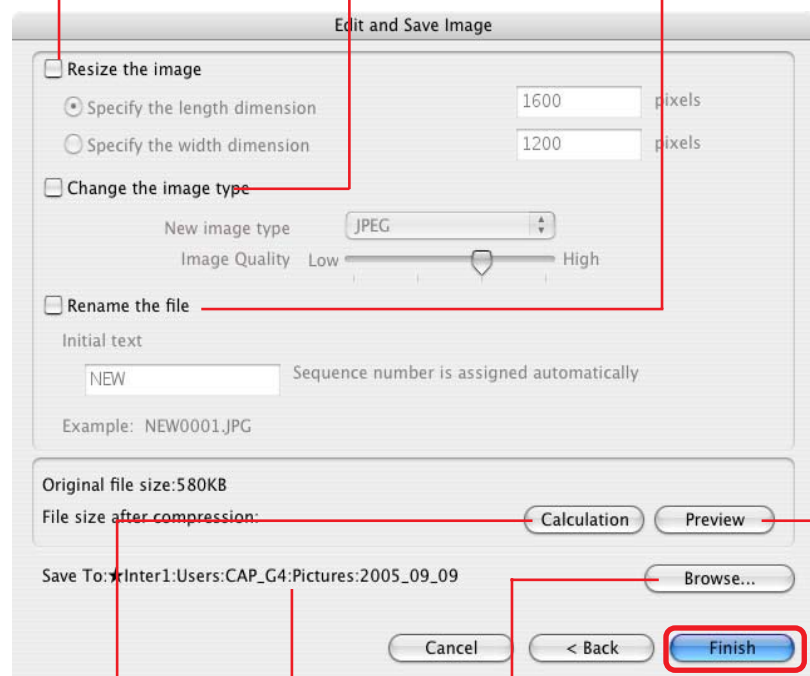 Edit and Save Image
Resize the image
Specify the length dimension 1600 pixels
Specify the width dimension 1200 pixels
Change the image type
New image type JPEG
Image Quality Low High
Rename the file
Initial text
NEW Sequence number is assigned automatically
Example: NEW0001.JPG
Original file size:580KB
File size after compression: Calculation Preview
Save To:★Inter1:Users:CAP_G4:Pictures:2005_09_09 Browse...
Cancel < Back Finish